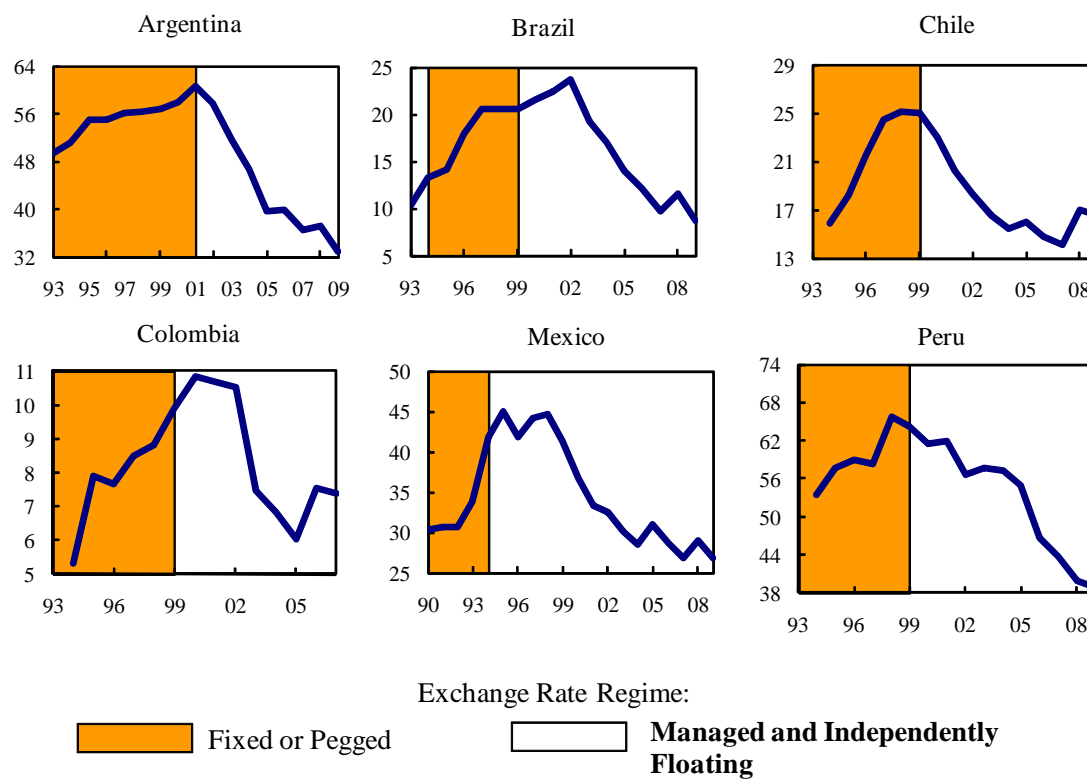 Argentina
64
56
48
40
32
93 95 97 99 01 03 05 07 09
Brazil
25
20
15
10
5
93 96 99 02 05 08
Chile
29
25
21
17
13
93 96 99 02 05 08
Colombia
11
10
9
8
7
6
5
93 96 99 02 05
Mexico
50
45
40
35
30
25
90 93 96 99 02 05 08
Peru
74
68
62
56
50
44
38
93 96 99 02 05 08
Exchange Rate Regime:
Fixed or Pegged
Managed and Independently
Floating